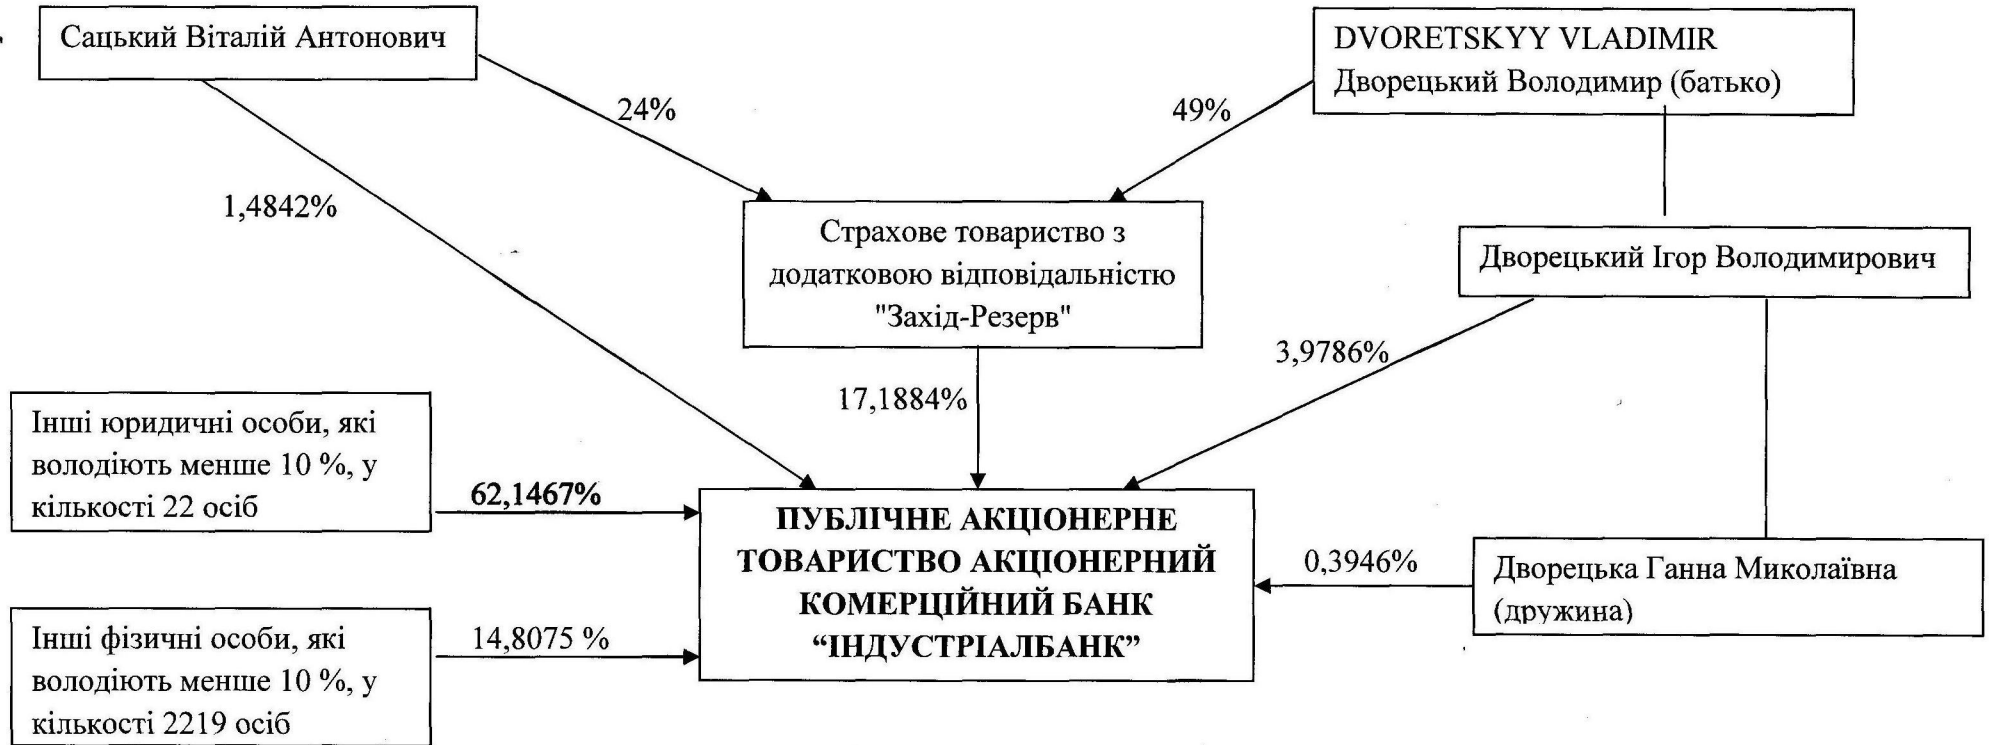 Сацький Віталій Антонович
DVORETSKYY VLADIMIR
Дворецький Володимир (батько)
24%
49%
1,4842%
Страхове товариство з
додатковою відповідальністю
"Захід-Резерв"
Дворецький Ігор Володимирович
3,9786%
17,1884%
Інші юридичні особи, які
володіють менше 10 %, у
кількості 22 осіб
62,1467%
ПУБЛІЧНЕ АКЦІОНЕРНЕ
ТОВАРИСТВО АКЦІОНЕРНИЙ
КОМЕРЦІЙНИЙ БАНК
“ІНДУСТРІАЛБАНК”
0,3946%
Дворецька Ганна Миколаївна
(дружина)
Інші фізичні особи, які
володіють менше 10 %, у
кількості 2219 осіб
14,8075 %